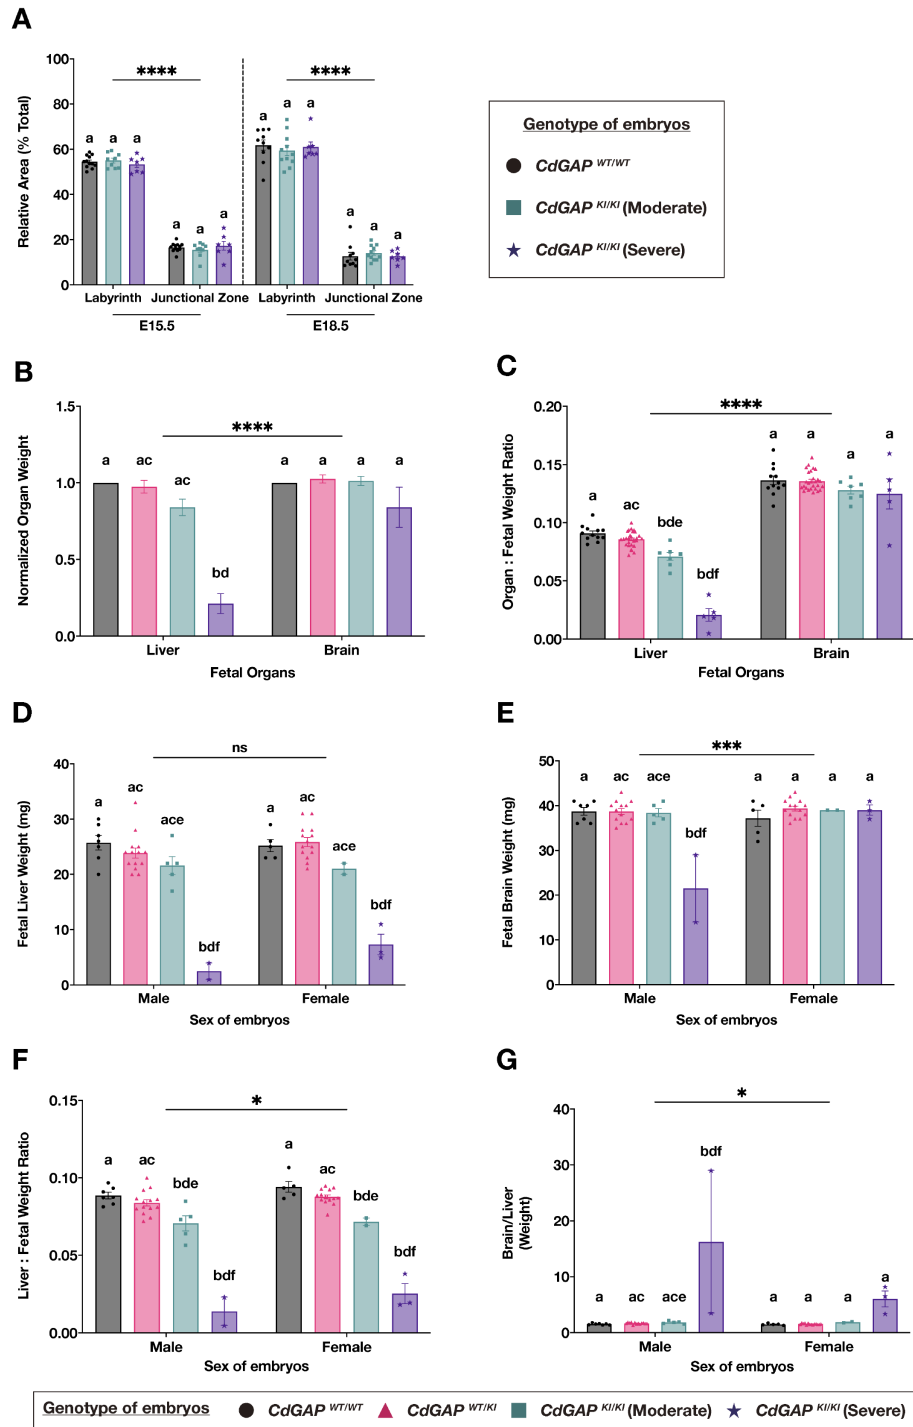 A
Relative Area (% Total)
100
80
60
40
20
0
****
****
a a a
a a a
a a a
a a a
Labyrinth Junctional Zone Labyrinth Junctional Zone
E15.5 E18.5
Genotype of embryos
CdGAP WT/WT
CdGAP KI/KI (Moderate)
CdGAP KI/KI (Severe)
B
Normalized Organ Weight
1.5
1.0
0.5
0.0
****
a ac ac bd a a a a
Liver Brain
Fetal Organs
C
Organ : Fetal Weight Ratio
0.20
0.15
0.10
0.05
0.00
****
a ac bde bdf a a a a
Liver Brain
Fetal Organs
D
Fetal Liver Weight (mg)
40
30
20
10
0
ns
a ac ace bdf a ac ace bdf
Male Female
Sex of embryos
E
Fetal Brain Weight (mg)
50
40
30
20
10
0
***
a ac ace bdf a a a a
Male Female
Sex of embryos
F
Liver : Fetal Weight Ratio
0.15
0.10
0.05
0.00
*
a ac bde bdf a ac bde bdf
Male Female
Sex of embryos
G
Brain/Liver
(Weight)
40
30
20
10
0
*
a ac ace bdf a a a a
Male Female
Sex of embryos
Genotype of embryos CdGAP WT/WT CdGAP WT/KI CdGAP KI/KI (Moderate) CdGAP KI/KI (Severe)